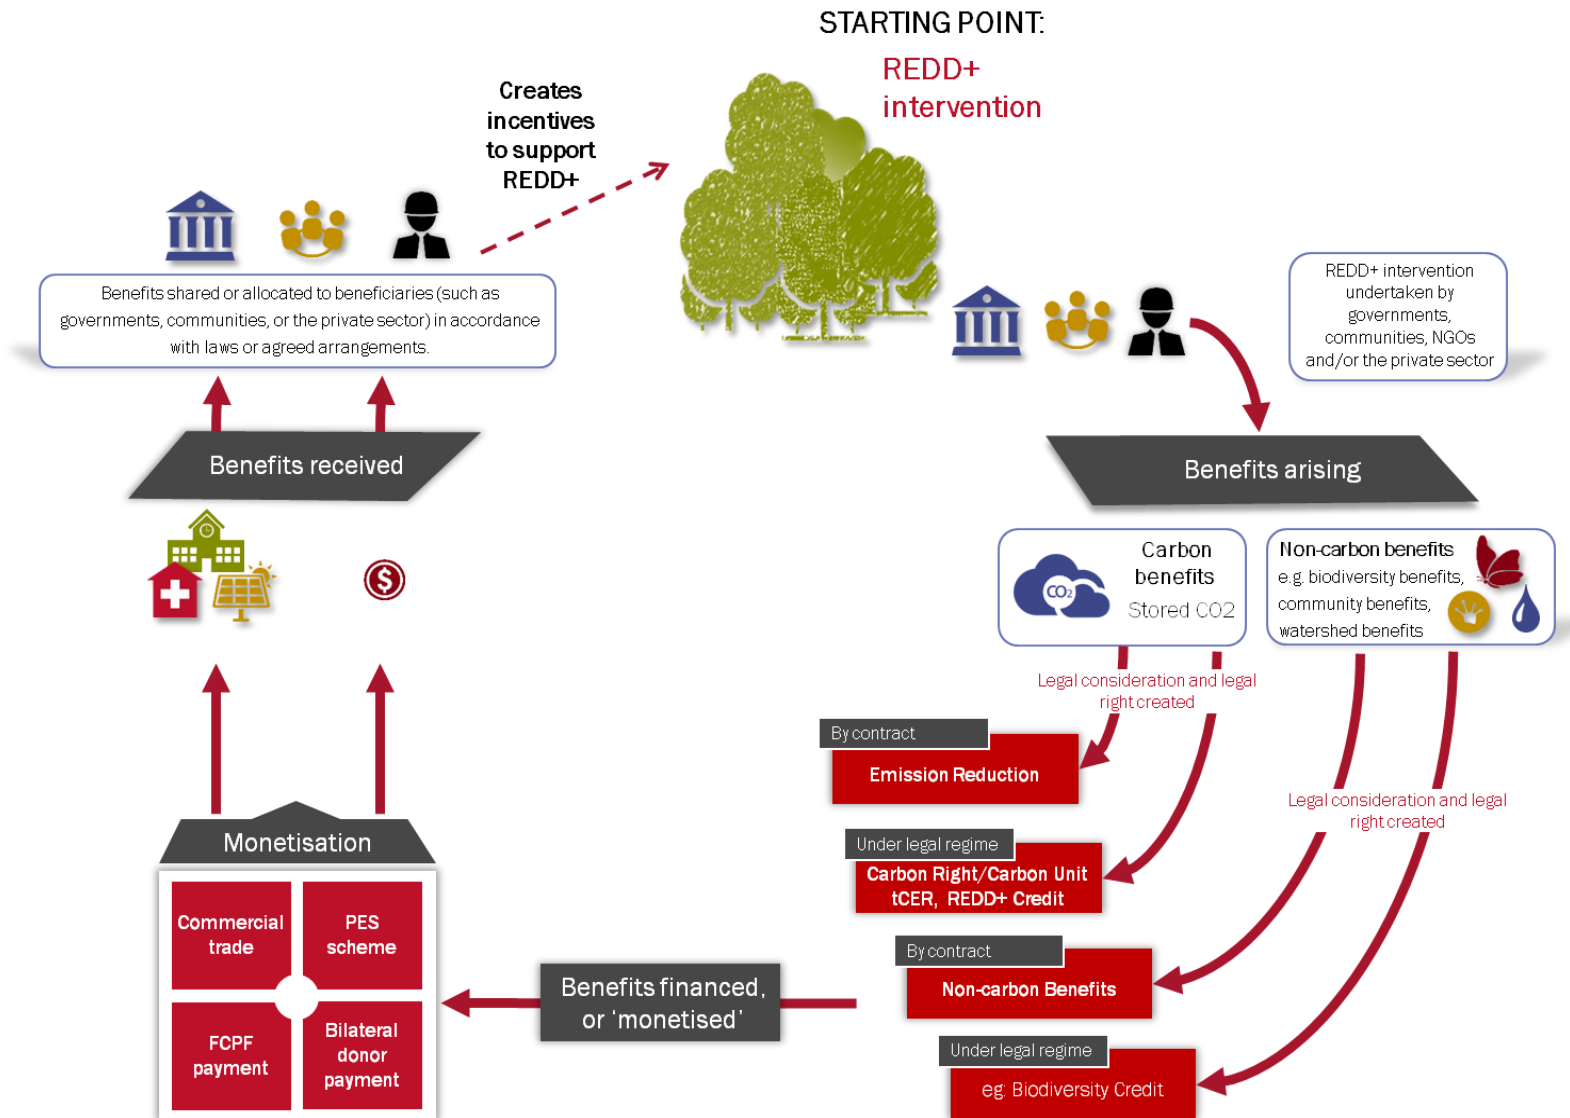 STARTING POINT:
REDD+
intervention
Creates
incentives
to support
REDD+
Benefits shared or allocated to beneficiaries (such as
governments, communities, or the private sector) in accordance
with laws or agreed arrangements.
REDD+ intervention
undertaken by
governments,
communities, NGOs
and/or the private sector
Benefits received
Benefits arising
$
Carbon
benefits
Stored CO2
CO2
Non-carbon benefits
e.g. biodiversity benefits,
community benefits,
watershed benefits
Legal consideration and legal
right created
By contract
Emission Reduction
Legal consideration and legal
right created
Under legal regime
Carbon Right/Carbon Unit
tCER, REDD+ Credit
By contract
Non-carbon Benefits
Under legal regime
eg: Biodiversity Credit
Benefits financed,
or ‘monetised’
Monetisation
Commercial
trade
PES
scheme
FCPF
payment
Bilateral
donor
payment